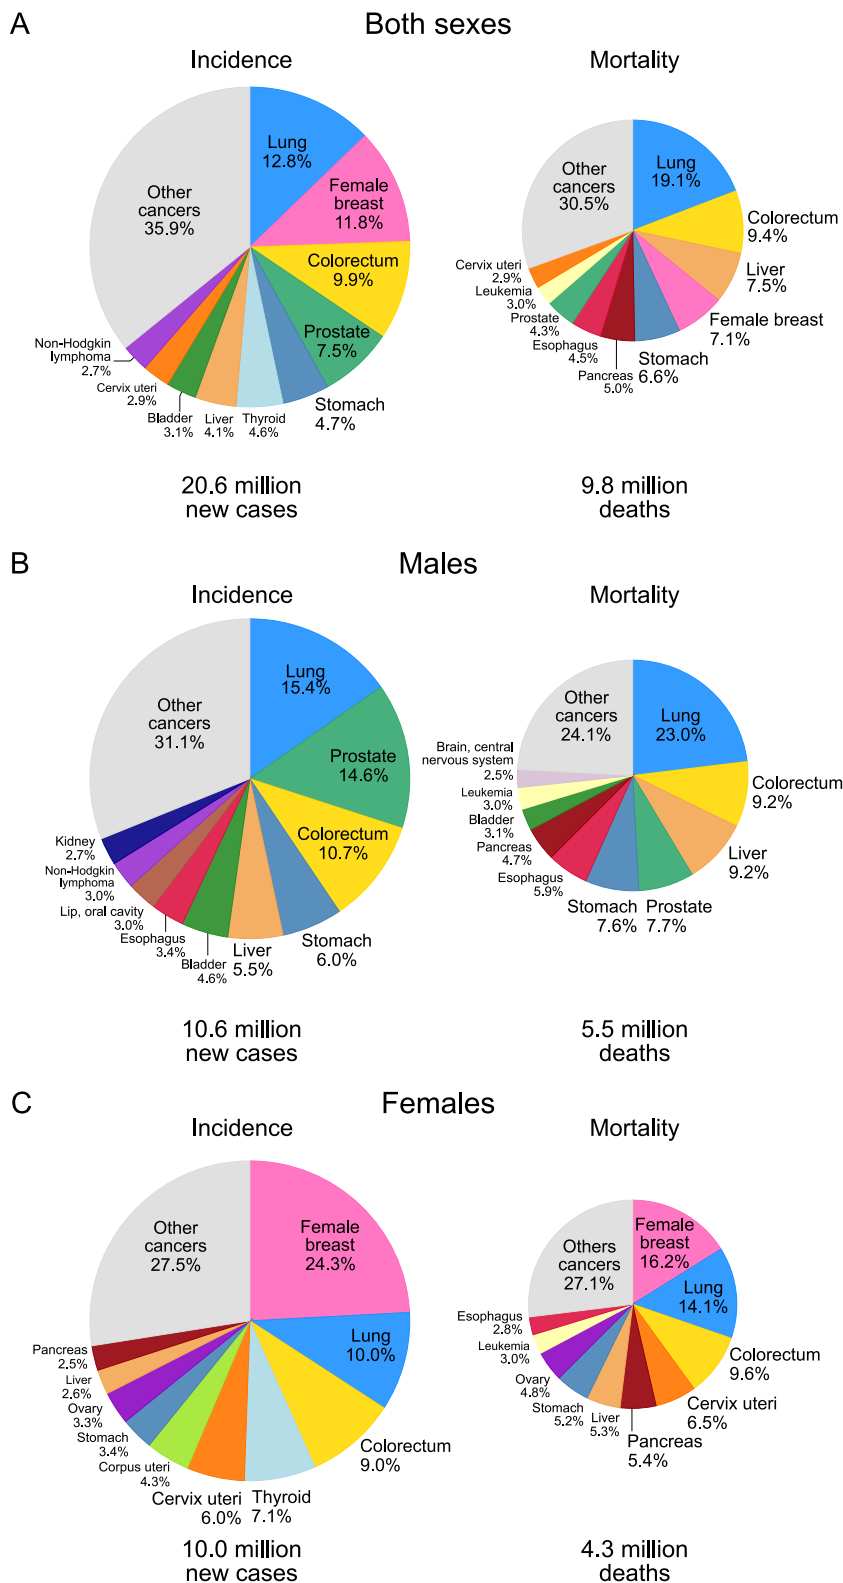 A
Both sexes
Incidence
Mortality
Lung
12.8%
Female
breast
11.8%
Colorectum
9.9%
Prostate
7.5%
Stomach
4.7%
Thyroid
4.6%
Liver
4.1%
Bladder
3.1%
Cervix uteri
2.9%
Non-Hodgkin
lymphoma
2.7%
Other
cancers
35.9%
Lung
19.1%
Colorectum
9.4%
Liver
7.5%
Female breast
7.1%
Stomach
6.6%
Pancreas
5.0%
Esophagus
4.5%
Prostate
4.3%
Leukemia
3.0%
Cervix uteri
2.9%
Other
cancers
30.5%
20.6 million
new cases
9.8 million
deaths
B
Males
Incidence
Mortality
Lung
15.4%
Prostate
14.6%
Colorectum
10.7%
Stomach
6.0%
Liver
5.5%
Bladder
4.6%
Esophagus
3.4%
Lip, oral cavity
3.0%
Non-Hodgkin
lymphoma
3.0%
Kidney
2.7%
Other
cancers
31.1%
Lung
23.0%
Colorectum
9.2%
Liver
9.2%
Prostate
7.7%
Stomach
7.6%
Esophagus
5.9%
Pancreas
4.7%
Bladder
3.1%
Leukemia
3.0%
Brain, central
nervous system
2.5%
Other
cancers
24.1%
10.6 million
new cases
5.5 million
deaths
C
Females
Incidence
Mortality
Female
breast
24.3%
Lung
10.0%
Colorectum
9.0%
Thyroid
7.1%
Cervix uteri
6.0%
Corpus uteri
4.3%
Stomach
3.4%
Ovary
3.3%
Liver
2.6%
Pancreas
2.5%
Other
cancers
27.5%
Female
breast
16.2%
Lung
14.1%
Colorectum
9.6%
Cervix uteri
6.5%
Pancreas
5.4%
Liver
5.3%
Stomach
5.2%
Ovary
4.8%
Leukemia
3.0%
Esophagus
2.8%
Others
cancers
27.1%
10.0 million
new cases
4.3 million
deaths